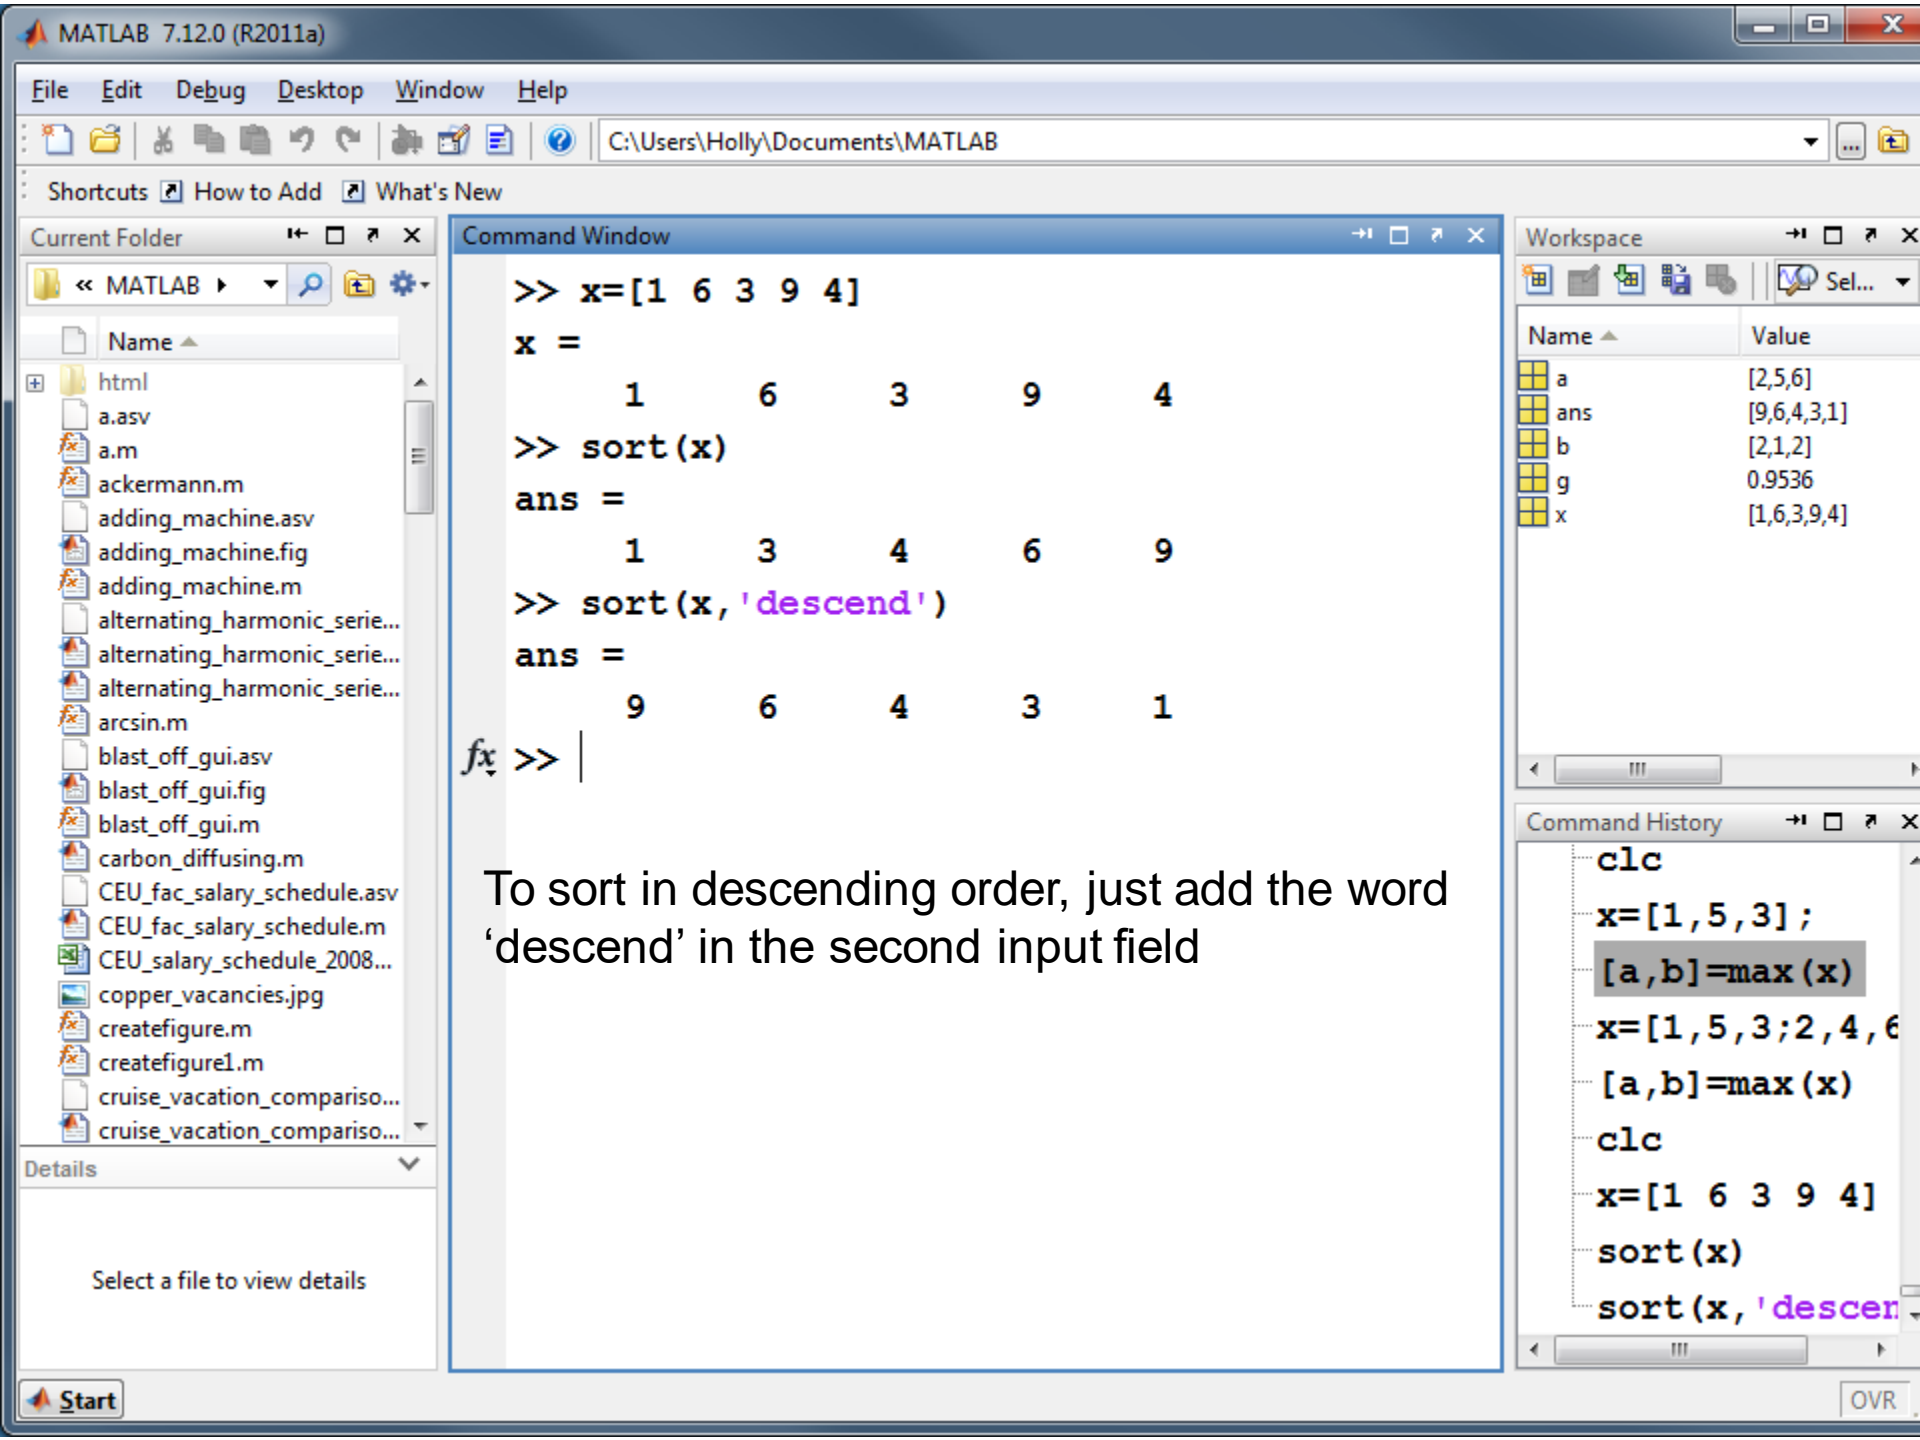 MATLAB 7.12.0 (R2011a)
File Edit Debug Desktop Window Help
C:\Users\Holly\Documents\MATLAB
Shortcuts How to Add What's New
Current Folder
« MATLAB
Name
html
a.asv
a.m
ackermann.m
adding_machine.asv
adding_machine.fig
adding_machine.m
alternating_harmonic_serie...
alternating_harmonic_serie...
alternating_harmonic_serie...
arcsin.m
blast_off_gui.asv
blast_off_gui.fig
blast_off_gui.m
carbon_diffusing.m
CEU_fac_salary_schedule.asv
CEU_fac_salary_schedule.m
CEU_salary_schedule_2008...
copper_vacancies.jpg
createfigure.m
createfigure1.m
cruise_vacation_compariso...
cruise_vacation_compariso...
Details
Select a file to view details
Start
Command Window
>> x=[1 6 3 9 4]
x =
1 6 3 9 4
>> sort(x)
ans =
1 3 4 6 9
>> sort(x,'descend')
ans =
9 6 4 3 1
fx >>
To sort in descending order, just add the word
‘descend’ in the second input field
Workspace
Sel...
Name Value
a [2,5,6]
ans [9,6,4,3,1]
b [2,1,2]
g 0.9536
x [1,6,3,9,4]
Command History
clc
x=[1,5,3];
[a,b]=max(x)
x=[1,5,3;2,4,6
[a,b]=max(x)
clc
x=[1 6 3 9 4]
sort(x)
sort(x,'descen
OVR